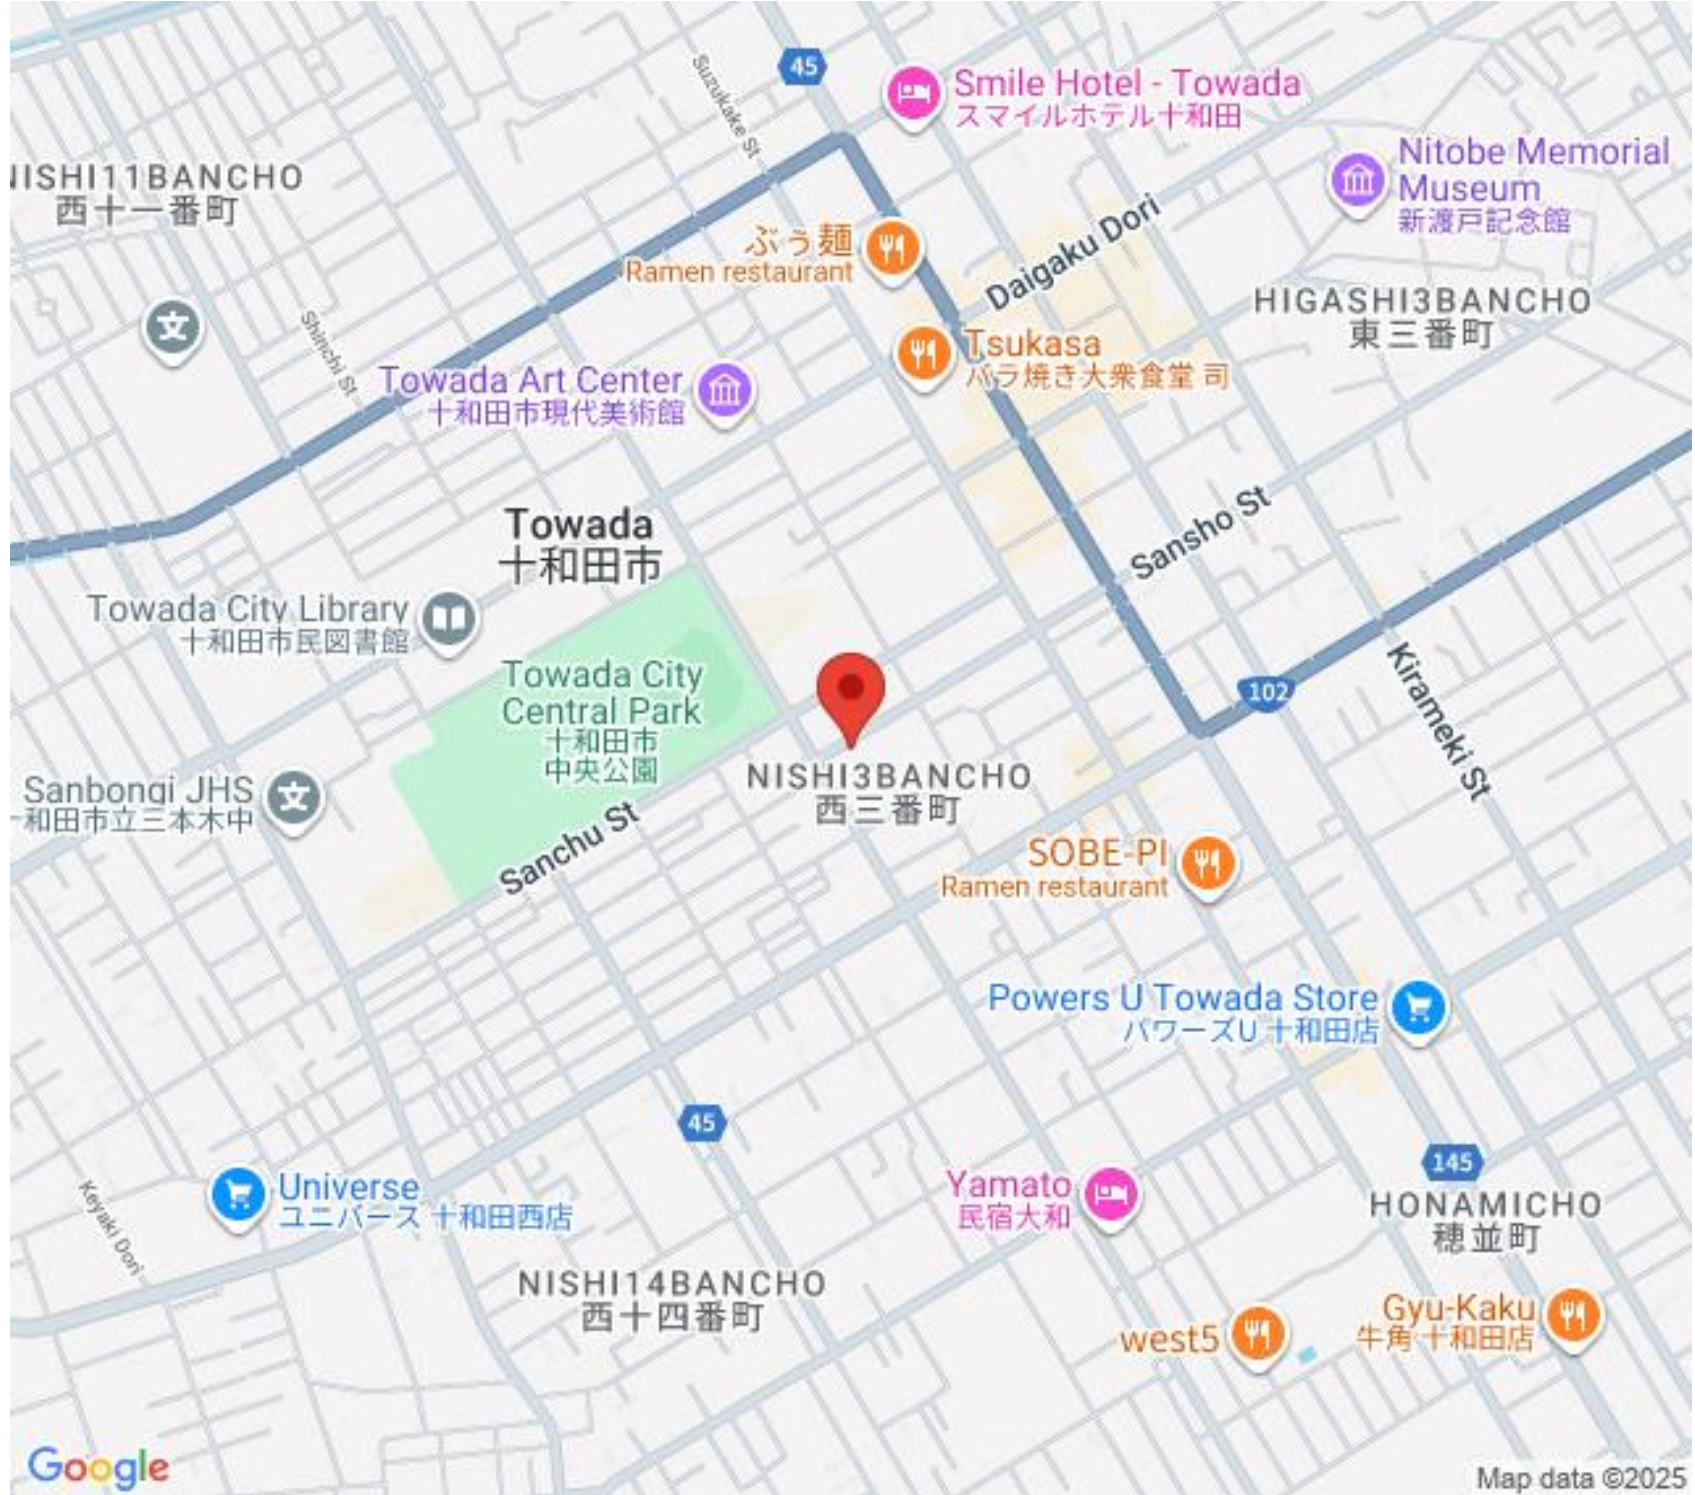 45
Smile Hotel - Towada
スマイルホテル十和田
Suzukake St
Nitobe Memorial
Museum
新渡戸記念館
NISHI11BANCHO
西十一番町
ぶぅ麺
Ramen restaurant
Daigaku Dori
HIGASHI3BANCHO
東三番町
Shinchi St
Tsukasa
バラ焼き大衆食堂 司
Towada Art Center
十和田市現代美術館
文
Towada
十和田市
Sansho St
Towada City Library
十和田市民図書館
Towada City
Central Park
十和田市
中央公園
102
Kirameki St
NISHI3BANCHO
西三番町
Sanbongi JHS
和田市立三本木中
文
Sanchu St
SOBE-PI
Ramen restaurant
Powers U Towada Store
パワーズU 十和田店
45
145
Universe
ユニバース 十和田西店
Keyaki Dori
Yamato
民宿大和
HONAMICHO
穂並町
NISHI14BANCHO
西十四番町
west5
Gyu-Kaku
牛角 十和田店
Google
Map data ©2025